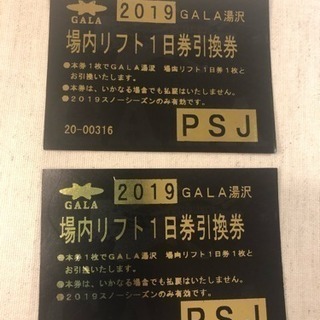 GALA
2019 GALA湯沢
場内リフト1日券引換券
●本券1枚でGALA湯沢 場内リフト1日券1枚と
お引換いたします。
●本券は、いかなる場合でも払戻はいたしません。
●2019スノーシーズンのみ有効です。
20-00316
PSJ
GALA
2019 GALA湯沢
場内リフト1日券引換券
●本券1枚でGALA湯沢 場内リフト1日券1枚と
お引換いたします。
●本券は、いかなる場合でも払戻はいたしません。
●2019スノーシーズンのみ有効です。
PSJ